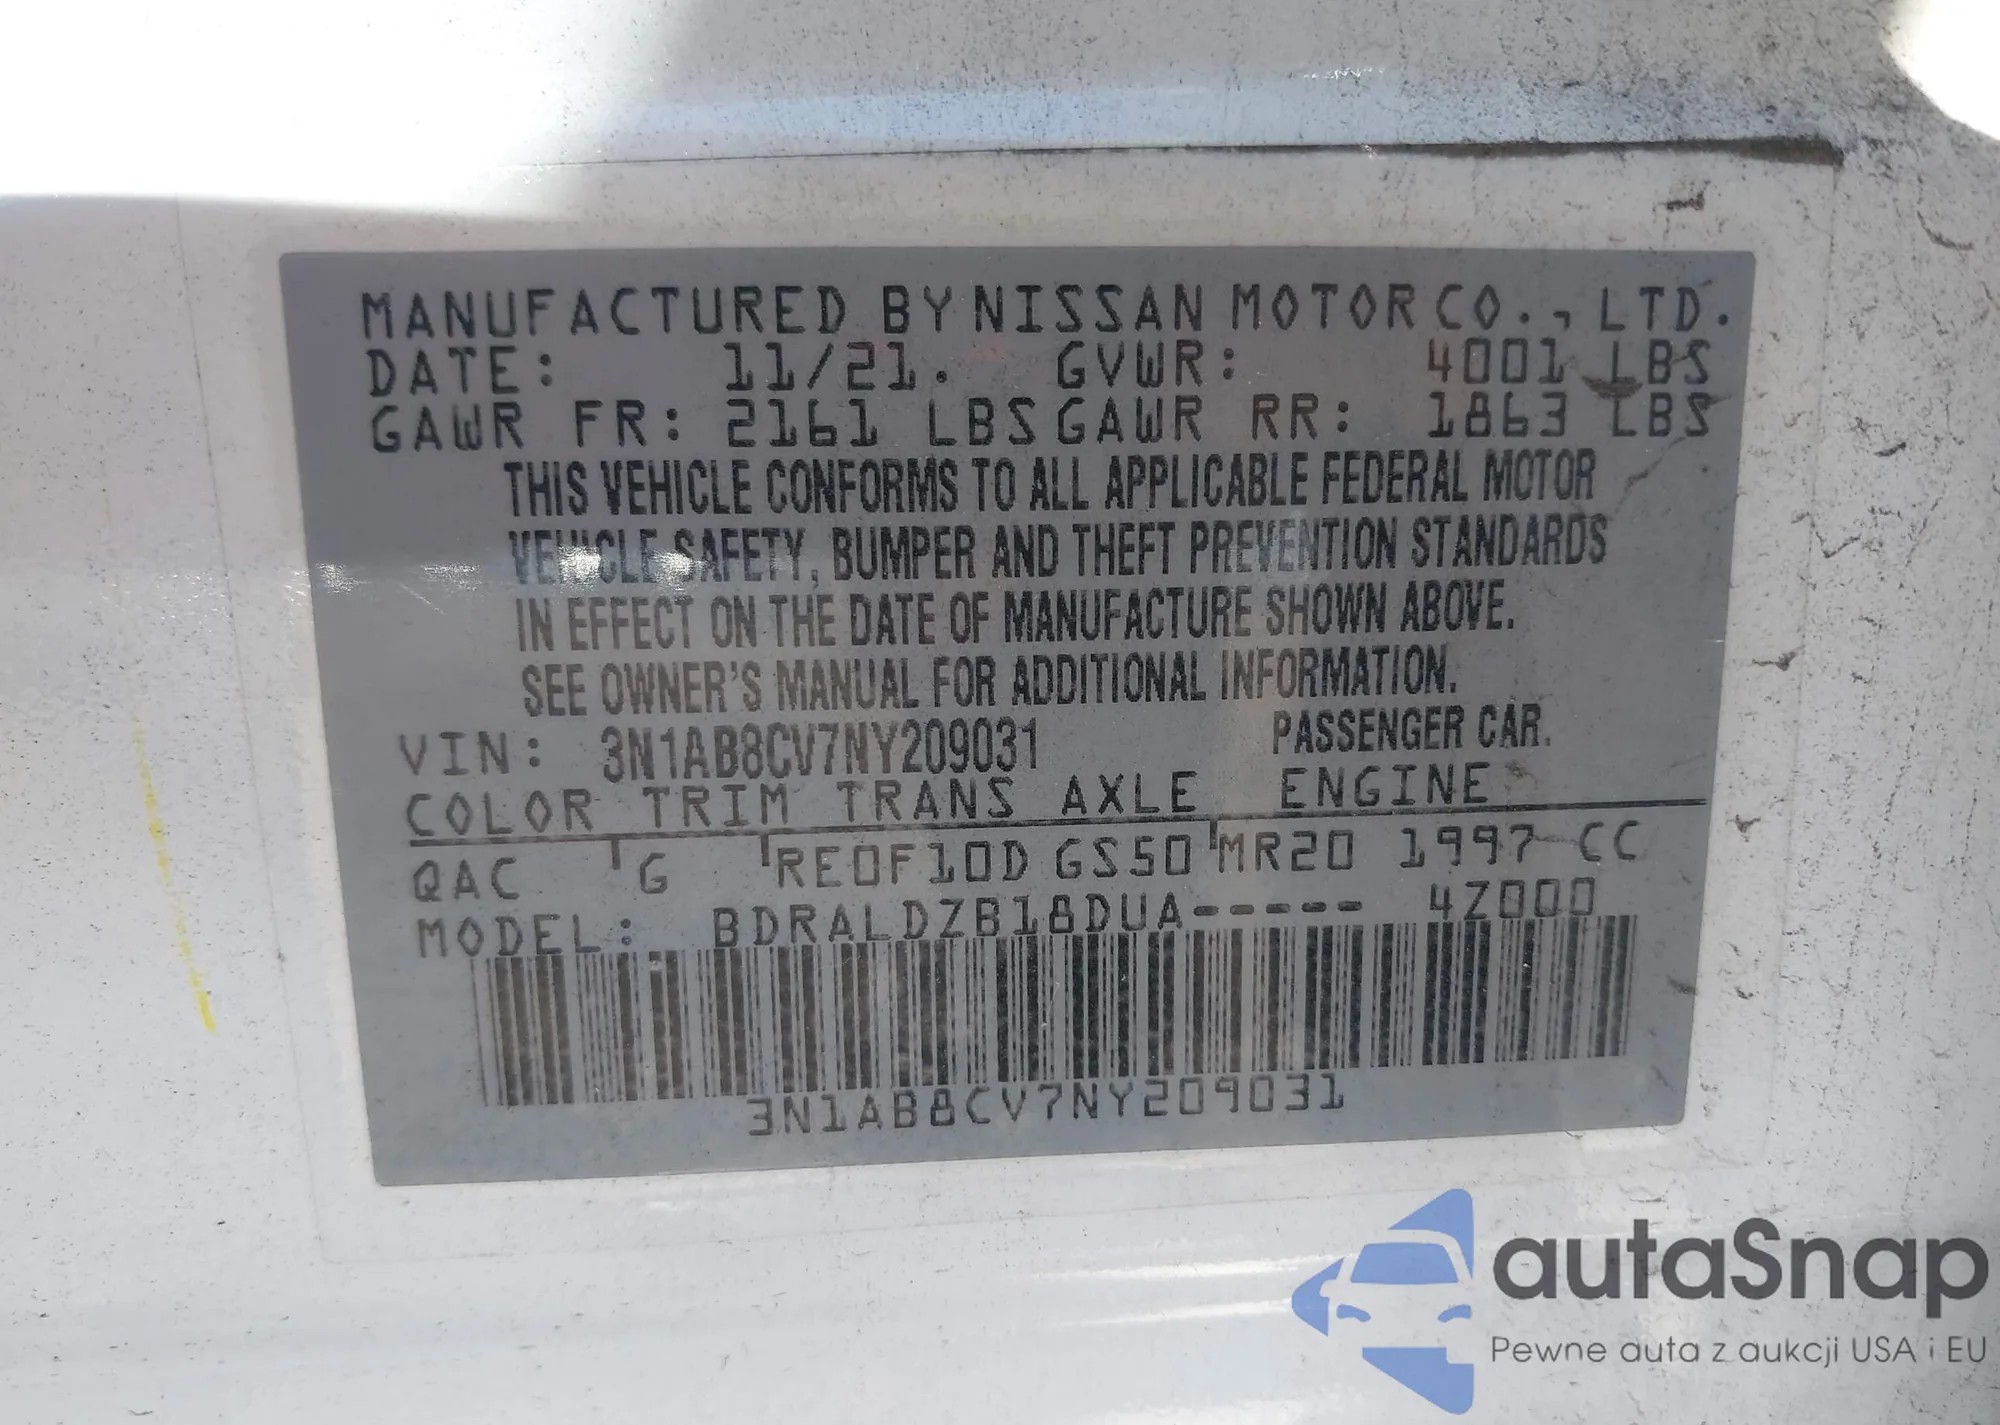 MANUFACTURED BY NISSAN MOTOR CO., LTD.
DATE: 11/21. GVWR: 4001 LBS
GAWR FR: 2161 LBS GAWR RR: 1863 LBS
THIS VEHICLE CONFORMS TO ALL APPLICABLE FEDERAL MOTOR
VEHICLE SAFETY, BUMPER AND THEFT PREVENTION STANDARDS
IN EFFECT ON THE DATE OF MANUFACTURE SHOWN ABOVE.
SEE OWNER'S MANUAL FOR ADDITIONAL INFORMATION.
VIN: 3N1AB8CV7NY209031 PASSENGER CAR.
COLOR TRIM TRANS AXLE ENGINE
QAC G RE0F10D GS50 MR20 1997 CC
MODEL: BDRALDZB18DUA----- 4Z000
3N1AB8CV7NY209031
autaSnap
Pewne auta z aukcji USA i EU